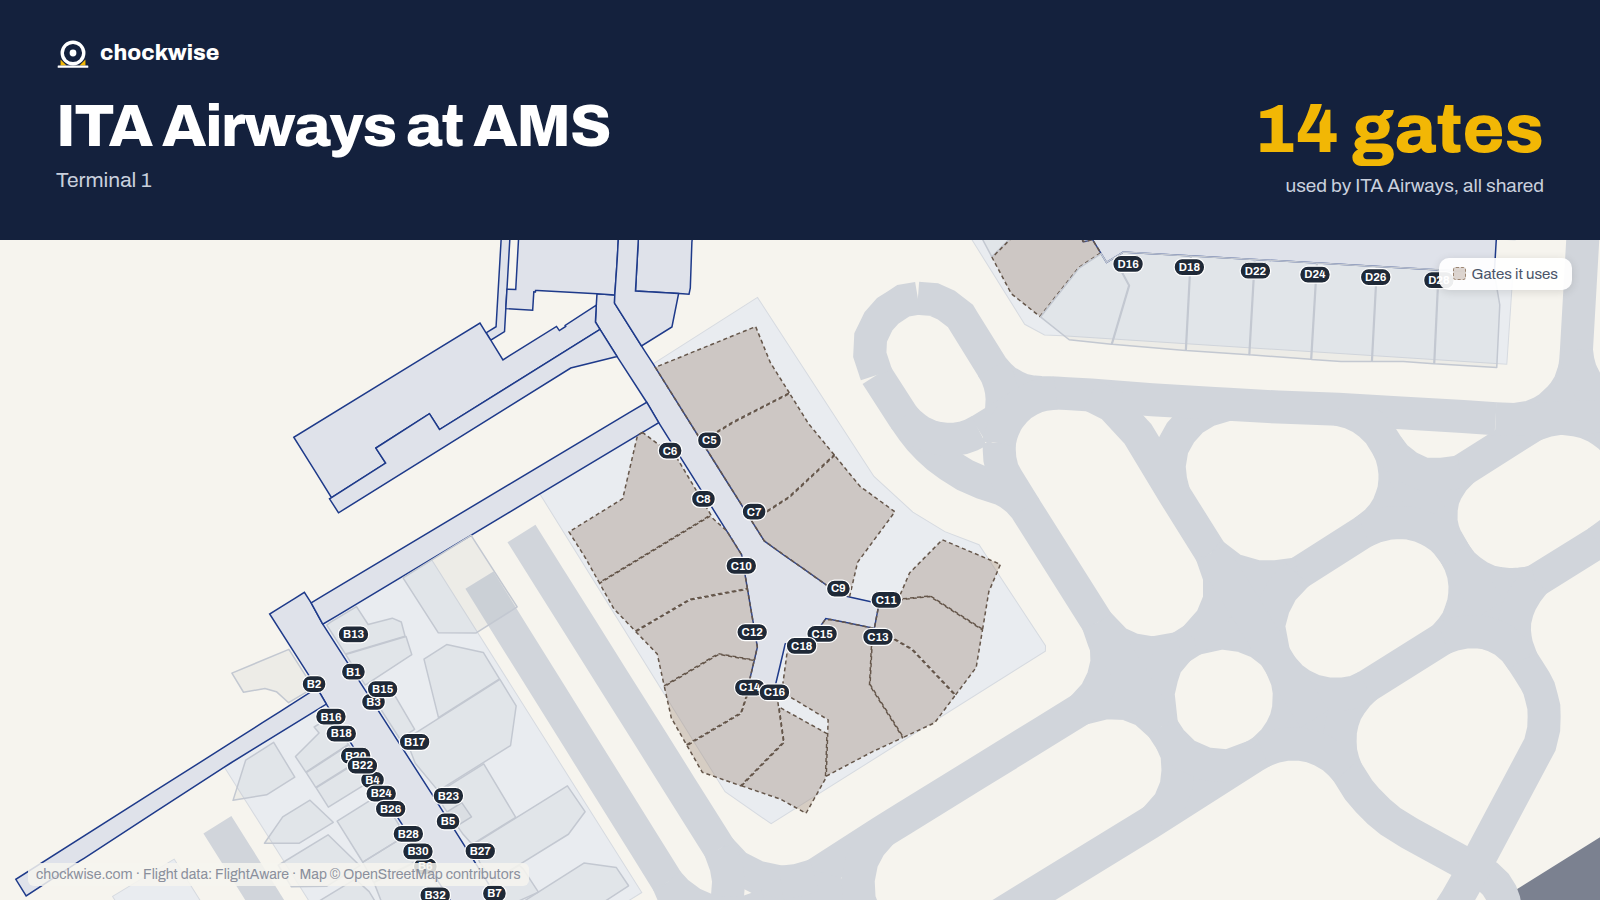 chockwise
ITA Airways at AMS
Terminal 1
14 gates
used by ITA Airways, all shared
Gates it uses
D16
D18
D22
D24
D26
C5
C6
C8
C7
C10
C9
C11
C12
C15
C13
C18
C14
C16
B13
B1
B2
B15
B3
B16
B18
B17
B20
B22
B4
B24
B23
B26
B5
B28
B30
B27
B32
B7
chockwise.com · Flight data: FlightAware · Map © OpenStreetMap contributors